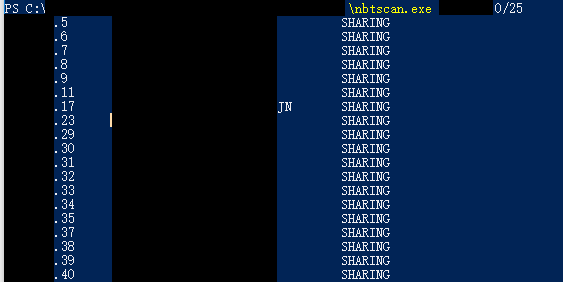 PS C:\ \nbtscan.exe 0/25
.5 SHARING
.6 SHARING
.7 SHARING
.8 SHARING
.9 SHARING
.11 SHARING
.17 JN SHARING
.23 SHARING
.29 SHARING
.30 SHARING
.31 SHARING
.32 SHARING
.33 SHARING
.34 SHARING
.35 SHARING
.37 SHARING
.38 SHARING
.39 SHARING
.40 SHARING